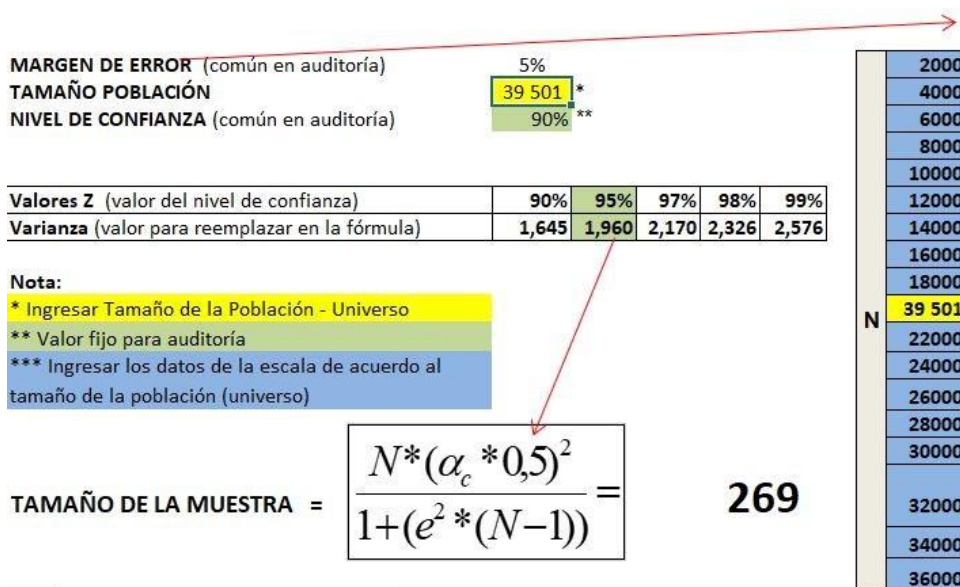 MARGEN DE ERROR (común en auditoría) 5%
TAMAÑO POBLACIÓN 39 501 *
NIVEL DE CONFIANZA (común en auditoría) 90% **
Valores Z (valor del nivel de confianza) 90% 95% 97% 98% 99%
Varianza (valor para reemplazar en la fórmula) 1,645 1,960 2,170 2,326 2,576
Nota:
* Ingresar Tamaño de la Población - Universo
** Valor fijo para auditoría
*** Ingresar los datos de la escala de acuerdo al
tamaño de la población (universo)
TAMAÑO DE LA MUESTRA =
N*(α_c*0,5)²
1+(e²*(N−1))
=
269
N
2000
4000
6000
8000
10000
12000
14000
16000
18000
39 501
22000
24000
26000
28000
30000
32000
34000
36000